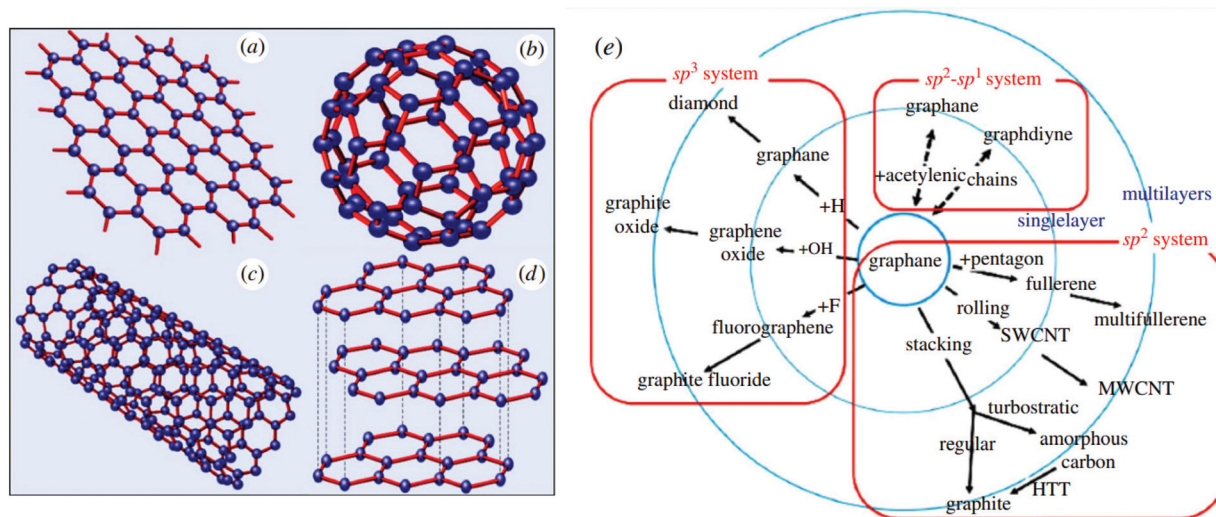 (a)
(b)
(c)
(d)
(e)
sp3 system
diamond
graphane
+H
graphite
oxide
graphene
oxide
+OH
+F
fluorographene
graphite fluoride
sp2-sp1 system
graphane
graphdiyne
+acetylenic chains
multilayers
singlelayer
sp2 system
graphane
+pentagon
fullerene
multifullerene
rolling
SWCNT
MWCNT
stacking
turbostratic
regular
amorphous
carbon
HTT
graphite